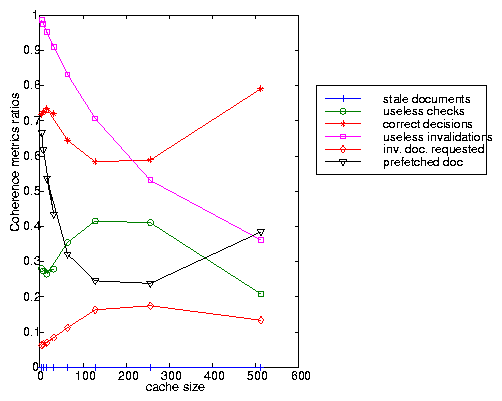 1
0.9
0.8
0.7
0.6
0.5
0.4
0.3
0.2
0.1
0
Coherence metrics ratios
0 100 200 300 400 500 600
cache size
stale documents
useless checks
correct decisions
useless invalidations
inv. doc. requested
prefetched doc